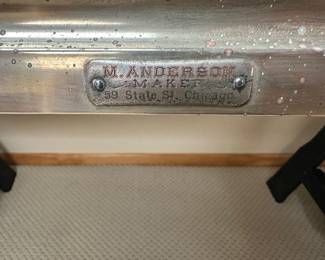 M. ANDERSON
MAKER
59 State St. Chicago